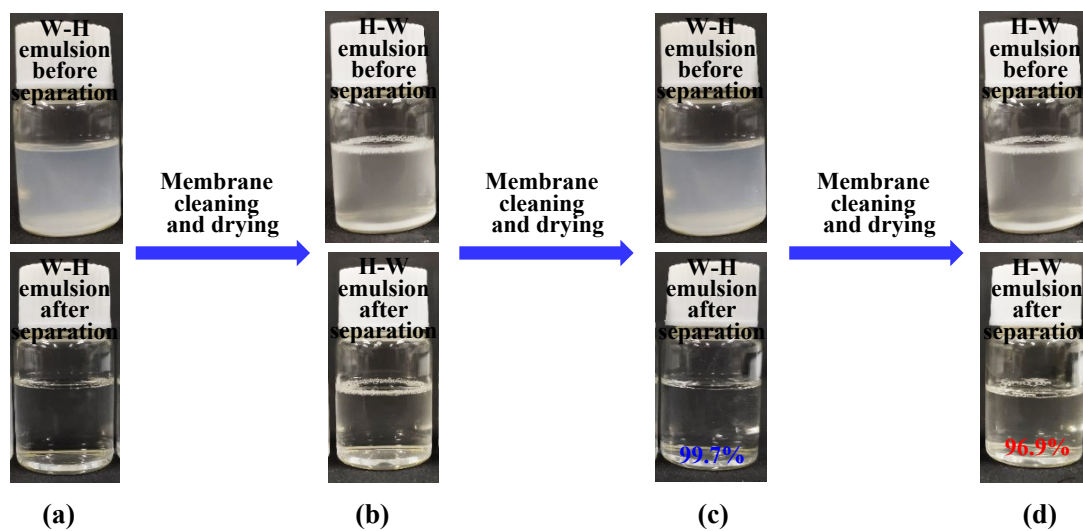 W-H
emulsion
before
separation
H-W
emulsion
before
separation
W-H
emulsion
before
separation
H-W
emulsion
before
separation
Membrane
cleaning
and drying
Membrane
cleaning
and drying
Membrane
cleaning
and drying
W-H
emulsion
after
separation
H-W
emulsion
after
separation
W-H
emulsion
after
separation
99.7%
H-W
emulsion
after
separation
96.9%
(a)
(b)
(c)
(d)